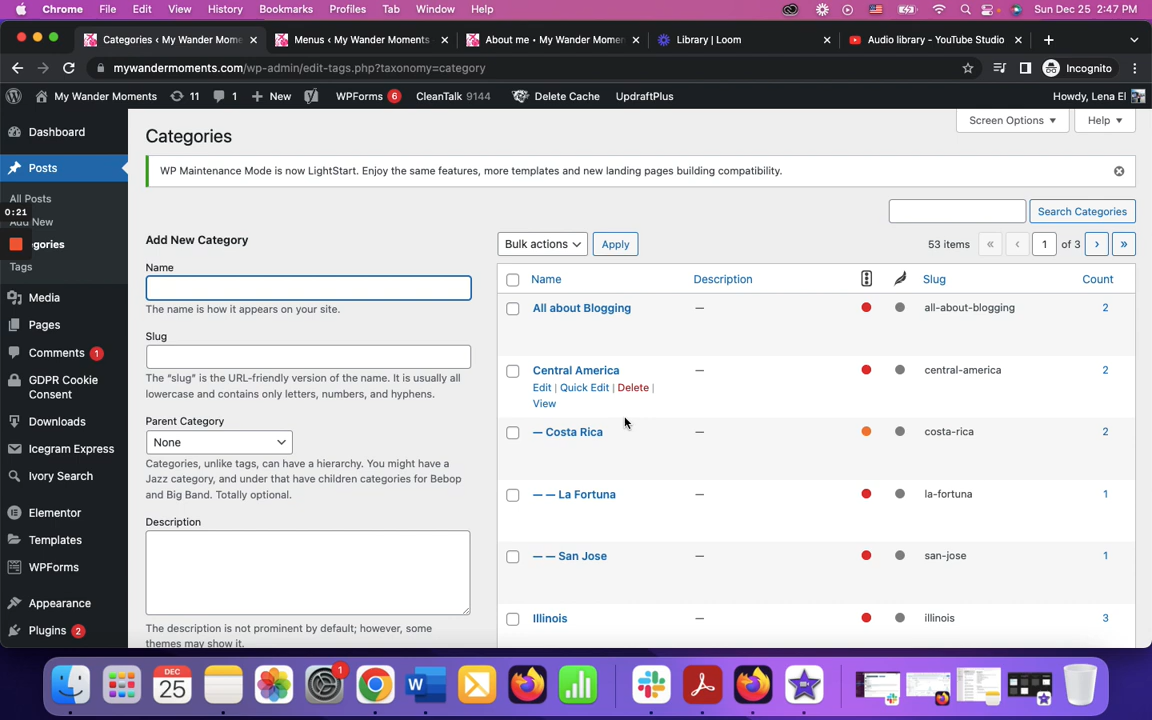 Chrome File Edit View History Bookmarks Profiles Tab Window Help Sun Dec 25 2:47 PM
Categories < My Wander Mome Menus < My Wander Moments About me • My Wander Momen Library | Loom Audio library - YouTube Studio
mywandermoments.com/wp-admin/edit-tags.php?taxonomy=category Incognito
My Wander Moments 11 1 New WPForms 6 CleanTalk 9144 Delete Cache UpdraftPlus Howdy, Lena El
Screen Options Help
Dashboard
Categories
Posts
WP Maintenance Mode is now LightStart. Enjoy the same features, more templates and new landing pages building compatibility.
All Posts
0:21
Add New
Search Categories
egories
Add New Category
Bulk actions Apply 53 items « ‹ 1 of 3 › »
Tags
Name
Name Description Slug Count
Media
The name is how it appears on your site.
All about Blogging — all-about-blogging 2
Pages
Slug
Comments 1
Central America — central-america 2
The "slug" is the URL-friendly version of the name. It is usually all
lowercase and contains only letters, numbers, and hyphens.
Edit | Quick Edit | Delete |
View
GDPR Cookie
Consent
Downloads
Parent Category
None
— Costa Rica — costa-rica 2
Icegram Express
Categories, unlike tags, can have a hierarchy. You might have a
Jazz category, and under that have children categories for Bebop
and Big Band. Totally optional.
Ivory Search
— — La Fortuna — la-fortuna 1
Elementor
Description
Templates
— — San Jose — san-jose 1
WPForms
Appearance
Illinois — illinois 3
Plugins 2
The description is not prominent by default; however, some
themes may show it.
DEC
25
1
W